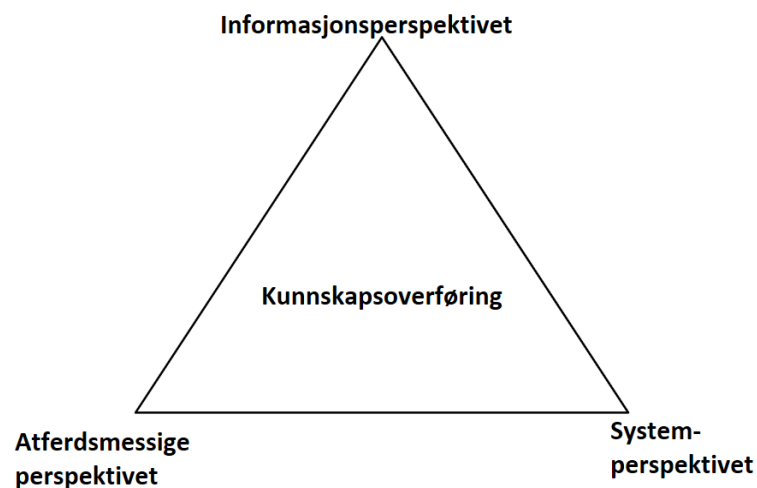 Informasjonsperspektivet
Kunnskapsoverføring
Atferdsmessige
perspektivet
System-
perspektivet